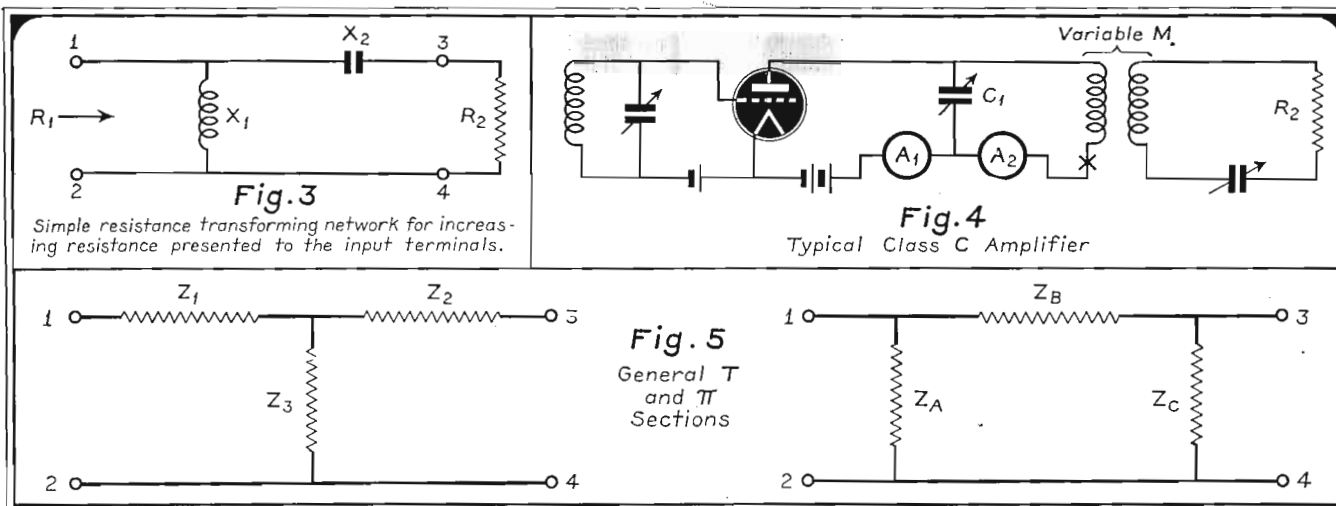 1
X2
3
R1
X1
R2
2
4
Fig.3
Simple resistance transforming network for increas-
ing resistance presented to the input terminals.
Variable M.
C1
R2
A1
A2
Fig.4
Typical Class C Amplifier
1
Z1
Z2
3
Z3
2
4
Fig. 5
General T
and π
Sections
1
ZB
3
ZA
ZC
2
4